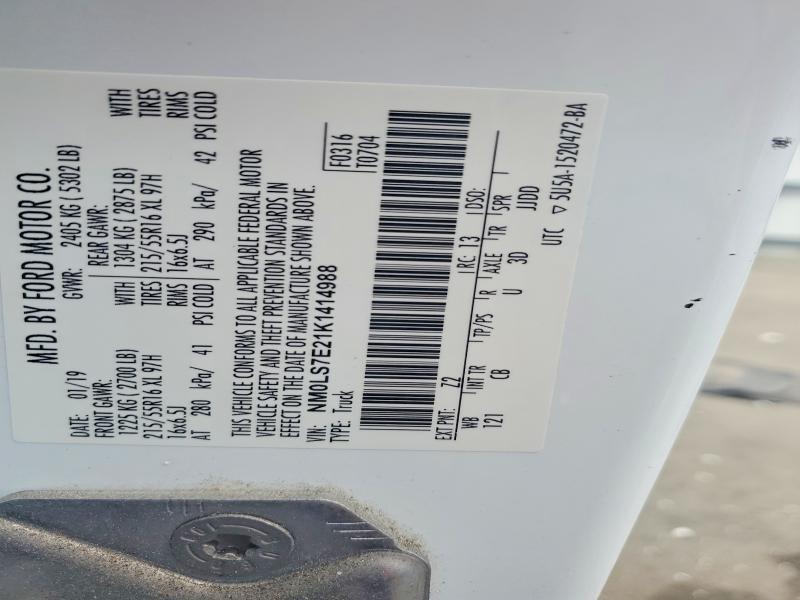 MFD. BY FORD MOTOR CO.
DATE: 07/19 GVWR: 2405 KG ( 5302 LB)
FRONT GAWR: REAR GAWR:
1225 KG ( 2700 LB) WITH 1304 KG ( 2875 LB) WITH
215/55R16 XL 97H TIRES 215/55R16 XL 97H TIRES
16x6.5J RIMS 16x6.5J RIMS
AT 280 kPa/ 41 PSI COLD AT 290 kPa/ 42 PSI COLD
THIS VEHICLE CONFORMS TO ALL APPLICABLE FEDERAL MOTOR
VEHICLE SAFETY AND THEFT PREVENTION STANDARDS IN
EFFECT ON THE DATE OF MANUFACTURE SHOWN ABOVE.
VIN: NM0LS7E21K1414988
TYPE: Truck
F0316
T0704
EXT PNT: Z2 RC: 13 DSO:
WB INT TR TP/PS R AXLE TR SPR
121 CB U 3D JJDD
UTC ▽ 5U5A-1520472-BA